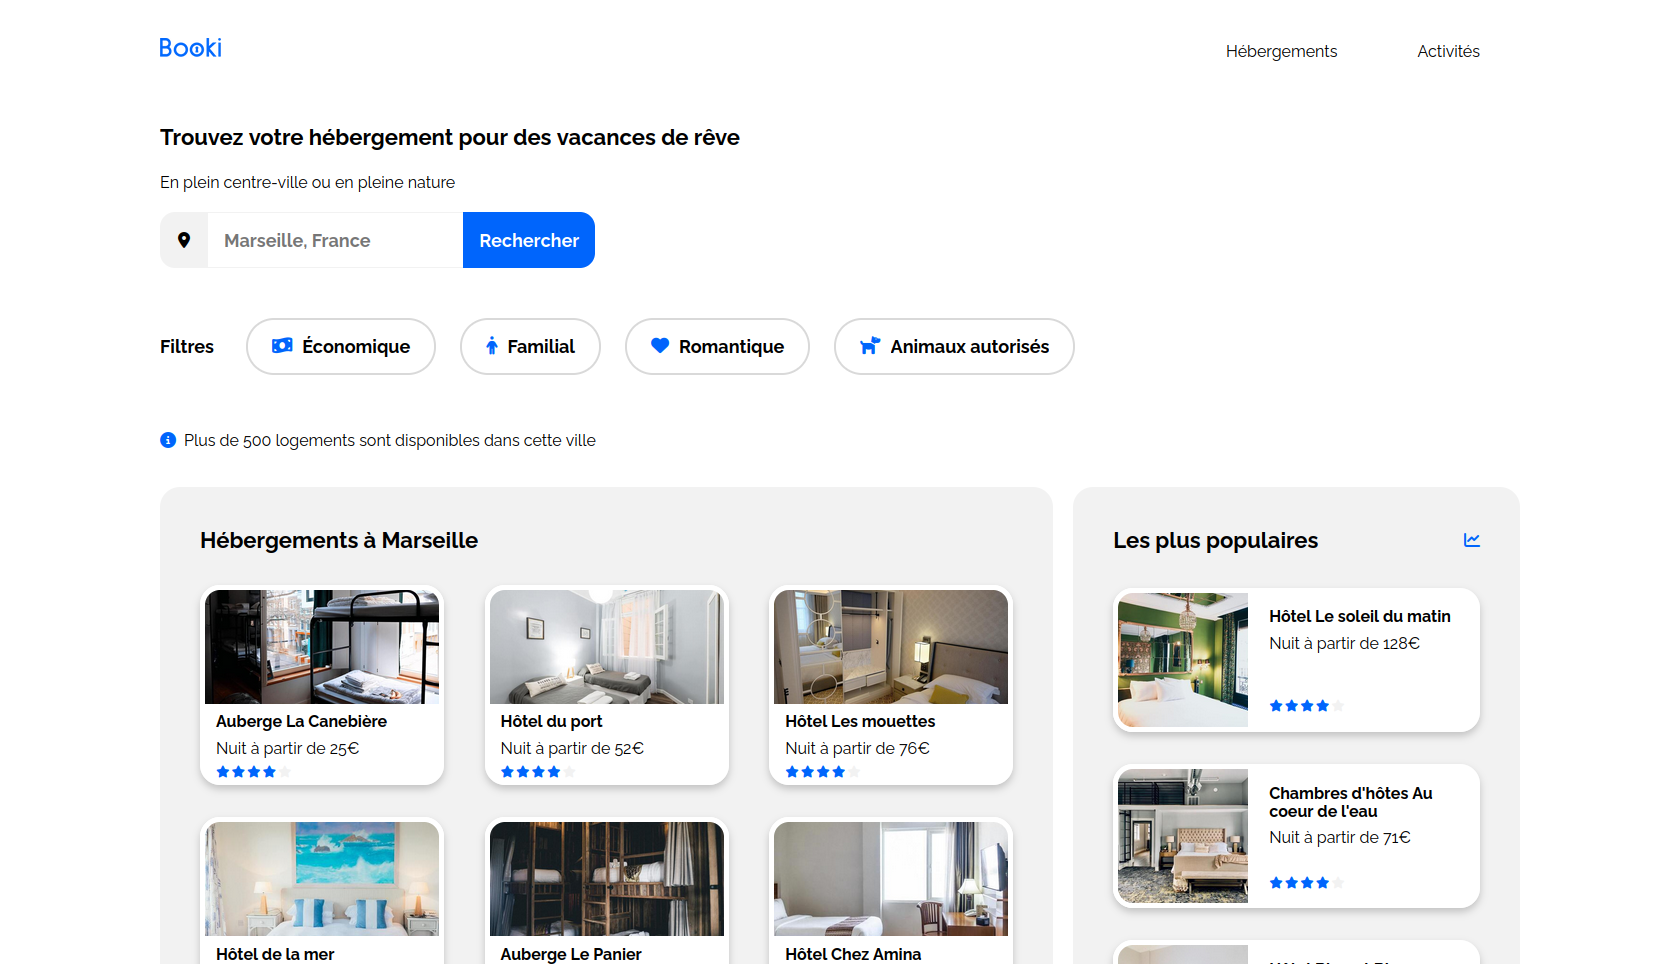 Booki
Hébergements
Activités
Trouvez votre hébergement pour des vacances de rêve
En plein centre-ville ou en pleine nature
Marseille, France
Rechercher
Filtres
Économique
Familial
Romantique
Animaux autorisés
Plus de 500 logements sont disponibles dans cette ville
Hébergements à Marseille
Auberge La Canebière
Nuit à partir de 25€
Hôtel du port
Nuit à partir de 52€
Hôtel Les mouettes
Nuit à partir de 76€
Hôtel de la mer
Auberge Le Panier
Hôtel Chez Amina
Les plus populaires
Hôtel Le soleil du matin
Nuit à partir de 128€
Chambres d'hôtes Au
coeur de l'eau
Nuit à partir de 71€